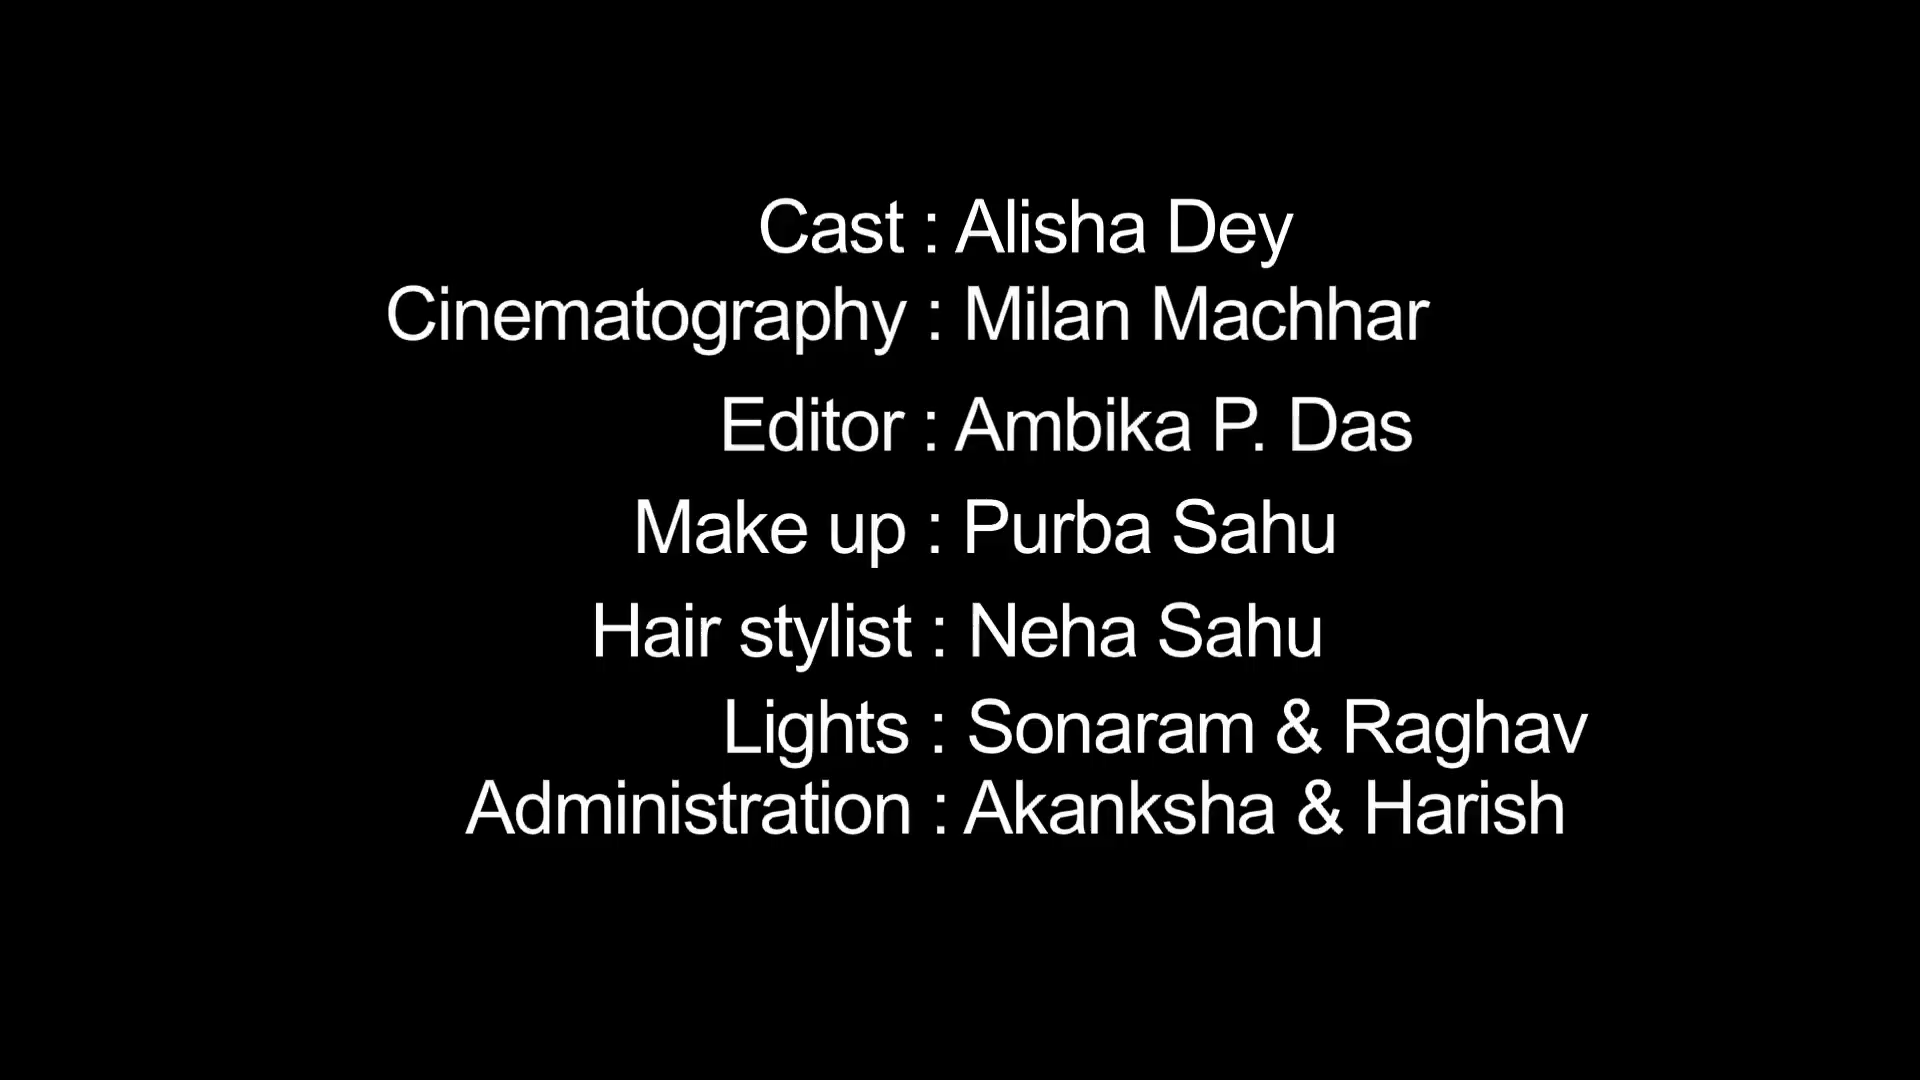 Cast : Alisha Dey
Cinematography : Milan Machhar
Editor : Ambika P. Das
Make up : Purba Sahu
Hair stylist : Neha Sahu
Lights : Sonaram & Raghav
Administration : Akanksha & Harish